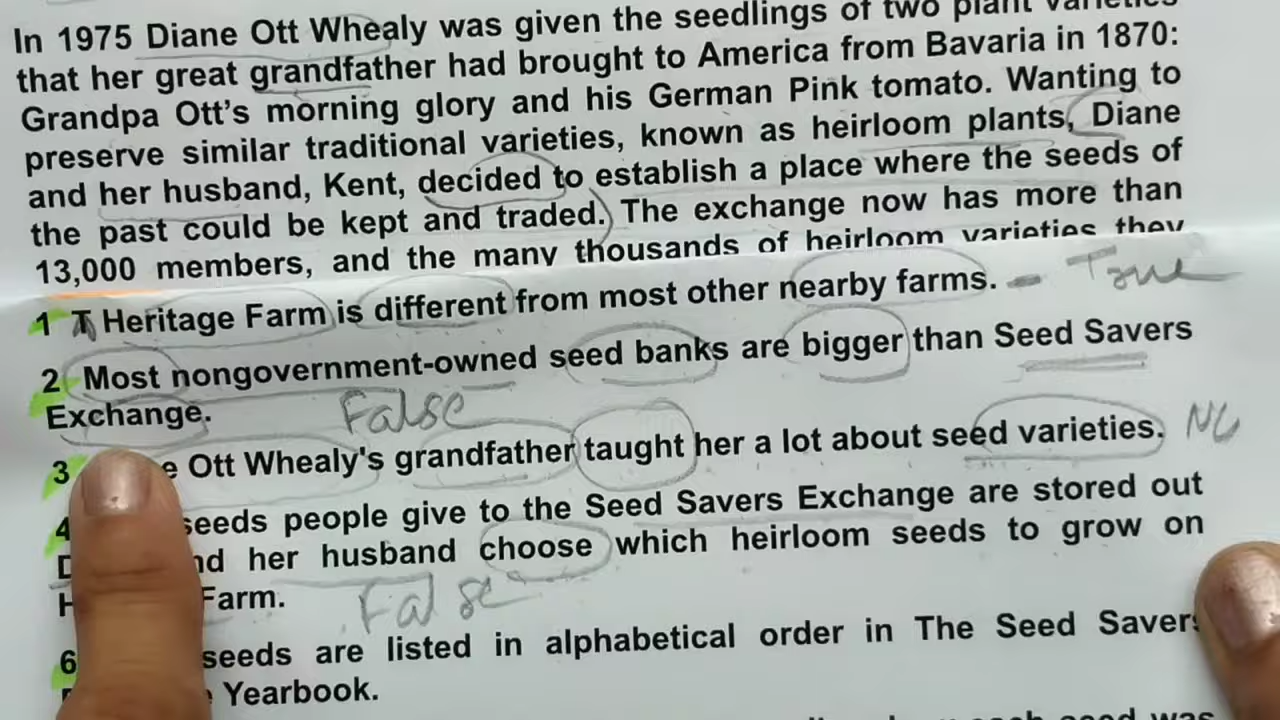 In 1975 Diane Ott Whealy was given the seedlings of two plant varieties
that her great grandfather had brought to America from Bavaria in 1870:
Grandpa Ott's morning glory and his German Pink tomato. Wanting to
preserve similar traditional varieties, known as heirloom plants, Diane
and her husband, Kent, decided to establish a place where the seeds of
the past could be kept and traded. The exchange now has more than
13,000 members, and the many thousands of heirloom varieties they
1 T Heritage Farm is different from most other nearby farms. - True
2 Most nongovernment-owned seed banks are bigger than Seed Savers
Exchange. False
3 Ott Whealy's grandfather taught her a lot about seed varieties. NG
4 seeds people give to the Seed Savers Exchange are stored out
her husband choose which heirloom seeds to grow on
Farm. False
6 seeds are listed in alphabetical order in The Seed Savers
Yearbook.
each seed was